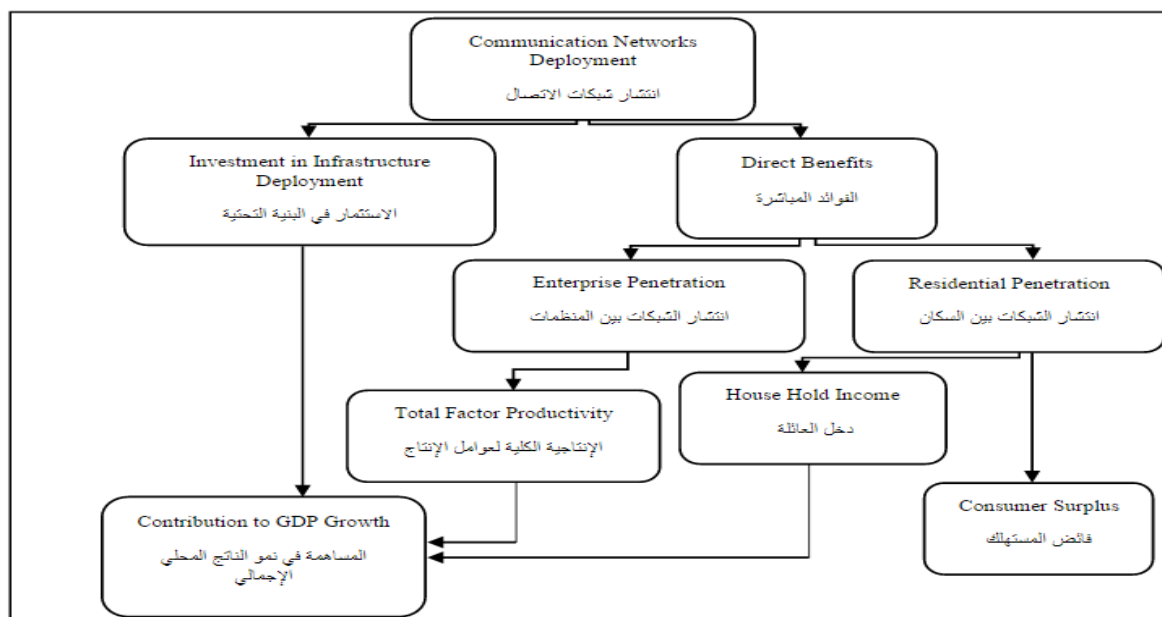 Communication Networks
Deployment
انتشار شبكات الاتصال
Investment in Infrastructure
Deployment
الاستثمار في البنية التحتية
Direct Benefits
الفوائد المباشرة
Enterprise Penetration
انتشار الشبكات بين المنظمات
Residential Penetration
انتشار الشبكات بين السكان
Total Factor Productivity
الإنتاجية الكلية لعوامل الإنتاج
House Hold Income
دخل العائلة
Contribution to GDP Growth
المساهمة في نمو الناتج المحلي
الإجمالي
Consumer Surplus
فائض المستهلك